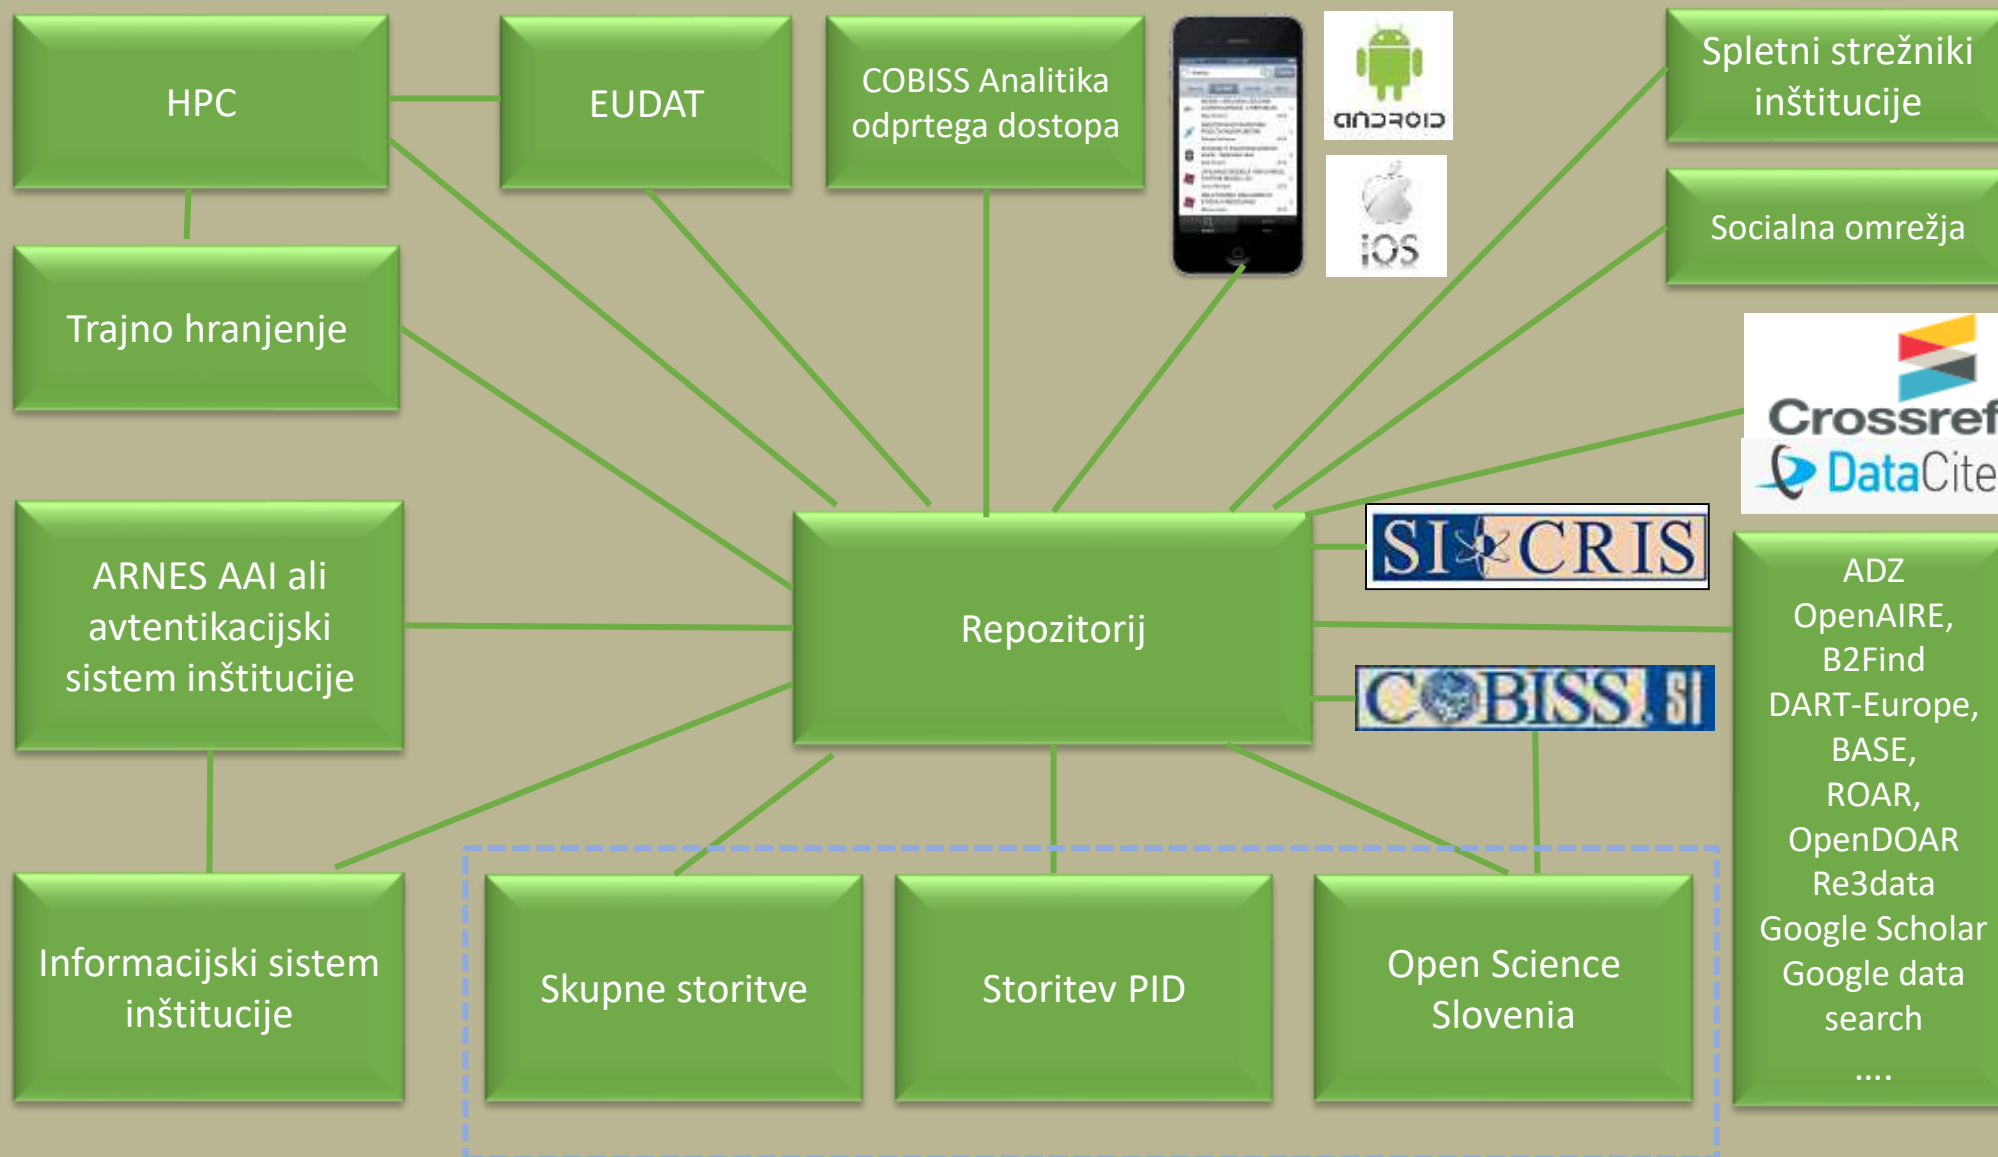 HPC
EUDAT
COBISS Analitika
odprtega dostopa
android
iOS
Spletni strežniki
inštitucije
Socialna omrežja
Trajno hranjenje
Crossref
DataCite
ARNES AAI ali
avtentikacijski
sistem inštitucije
Repozitorij
SI CRIS
COBISS.SI
ADZ
OpenAIRE,
B2Find
DART-Europe,
BASE,
ROAR,
OpenDOAR
Re3data
Google Scholar
Google data
search
....
Informacijski sistem
inštitucije
Skupne storitve
Storitev PID
Open Science
Slovenia